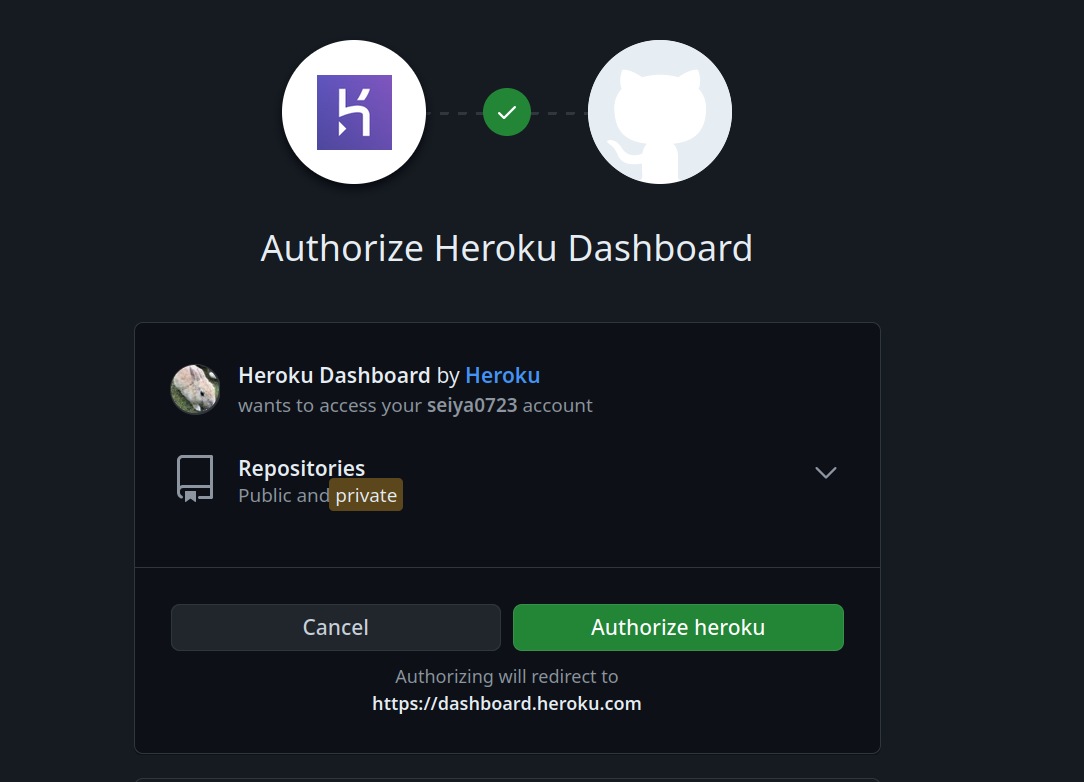 Authorize Heroku Dashboard
Heroku Dashboard by Heroku
wants to access your seiya0723 account
Repositories
Public and private
Cancel
Authorize heroku
Authorizing will redirect to
https://dashboard.heroku.com